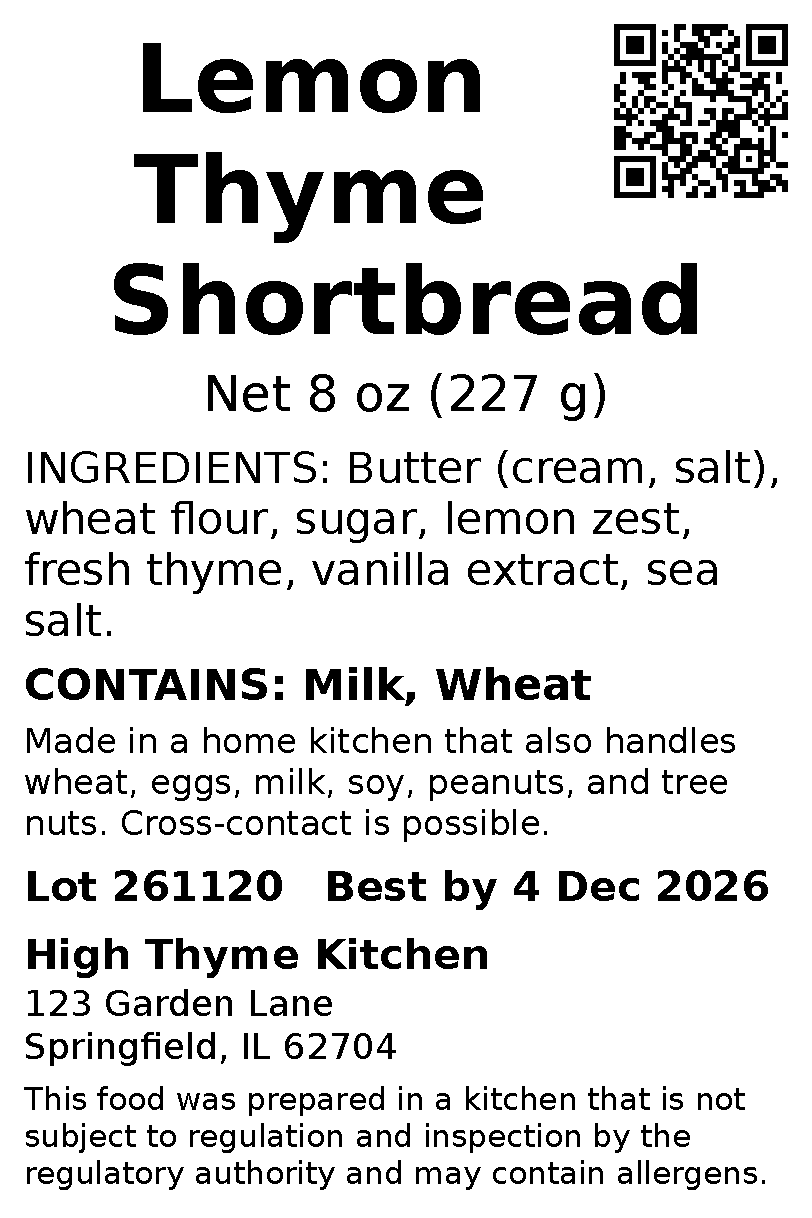 Lemon
Thyme
Shortbread
Net 8 oz (227 g)
INGREDIENTS: Butter (cream, salt),
wheat flour, sugar, lemon zest,
fresh thyme, vanilla extract, sea
salt.
CONTAINS: Milk, Wheat
Made in a home kitchen that also handles
wheat, eggs, milk, soy, peanuts, and tree
nuts. Cross-contact is possible.
Lot 261120 Best by 4 Dec 2026
High Thyme Kitchen
123 Garden Lane
Springfield, IL 62704
This food was prepared in a kitchen that is not
subject to regulation and inspection by the
regulatory authority and may contain allergens.